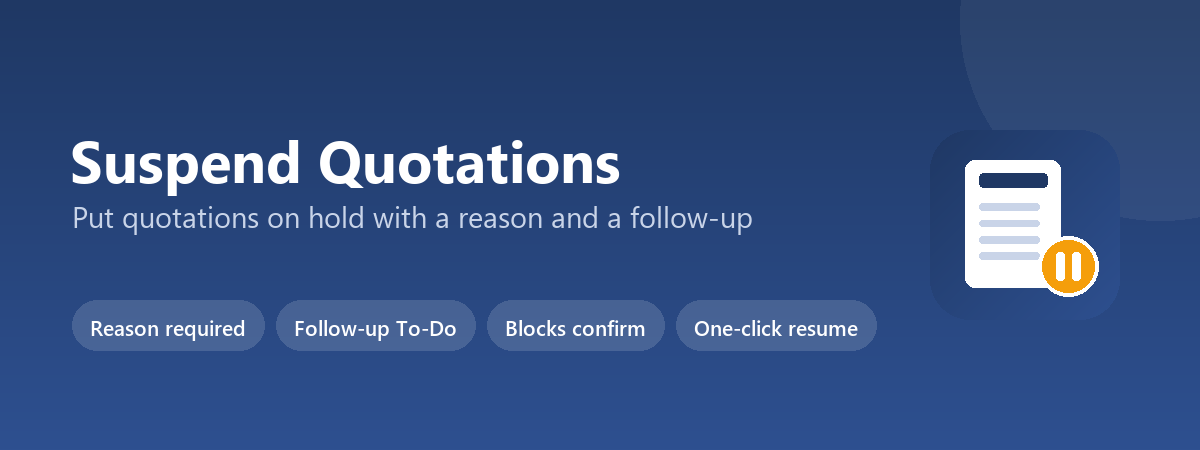 Suspend Quotations
Put quotations on hold with a reason and a follow-up
Reason required
Follow-up To-Do
Blocks confirm
One-click resume